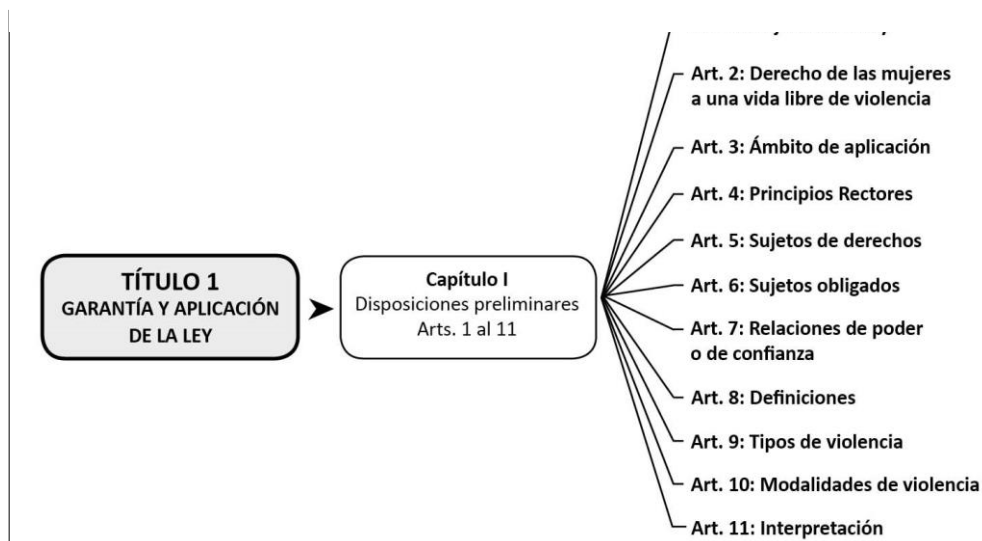 TÍTULO 1
GARANTÍA Y APLICACIÓN
DE LA LEY
Capítulo I
Disposiciones preliminares
Arts. 1 al 11
Art. 2: Derecho de las mujeres
a una vida libre de violencia
Art. 3: Ámbito de aplicación
Art. 4: Principios Rectores
Art. 5: Sujetos de derechos
Art. 6: Sujetos obligados
Art. 7: Relaciones de poder
o de confianza
Art. 8: Definiciones
Art. 9: Tipos de violencia
Art. 10: Modalidades de violencia
Art. 11: Interpretación